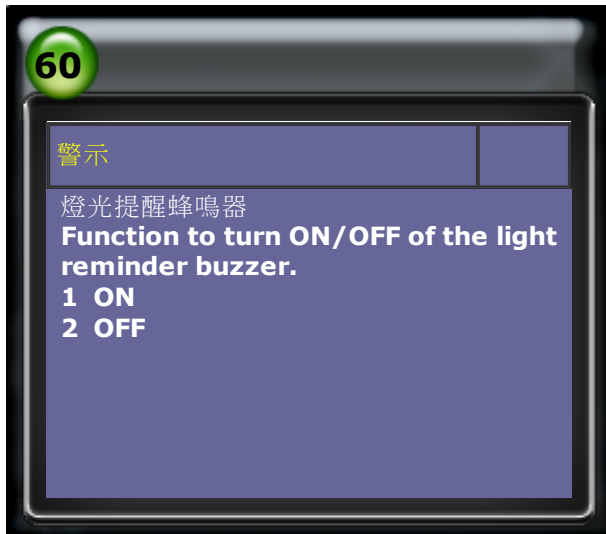 60
警示
燈光提醒蜂鳴器
Function to turn ON/OFF of the light
reminder buzzer.
1 ON
2 OFF